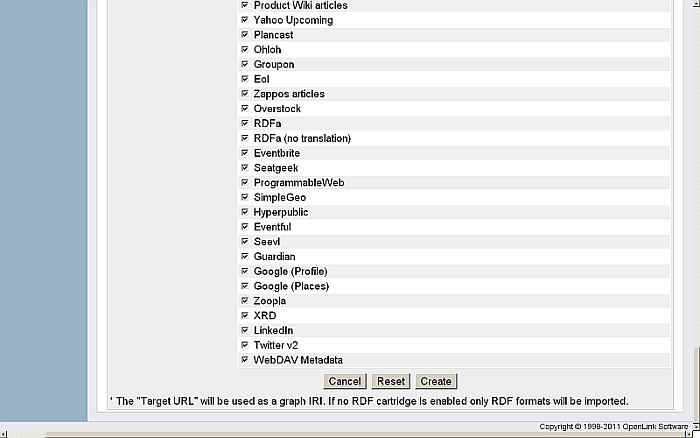 Product Wiki articles
Yahoo Upcoming
Plancast
Ohloh
Groupon
Eol
Zappos articles
Overstock
RDFa
RDFa (no translation)
Eventbrite
Seatgeek
ProgrammableWeb
SimpleGeo
Hyperpublic
Eventful
Seevl
Guardian
Google (Profile)
Google (Places)
Zoopla
XRD
LinkedIn
Twitter v2
WebDAV Metadata
Cancel Reset Create
* The "Target URL" will be used as a graph IRI. If no RDF cartridge is enabled only RDF formats will be imported.
Copyright © 1998-2011 OpenLink Software